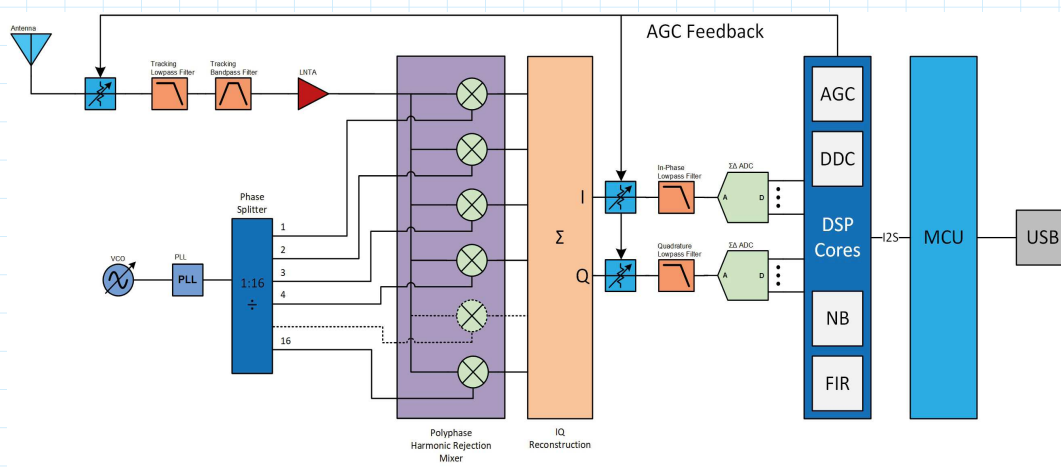 Antenna
AGC Feedback
Tracking
Lowpass Filter
Tracking
Bandpass Filter
LNTA
AGC
DDC
DSP
Cores
NB
FIR
I2S
MCU
USB
In-Phase
Lowpass Filter
ΣΔ ADC
A
D
I
Σ
Q
Quadrature
Lowpass Filter
ΣΔ ADC
A
D
Phase
Splitter
VCO
PLL
PLL
1:16
÷
1
2
3
4
16
Polyphase
Harmonic Rejection
Mixer
IQ
Reconstruction